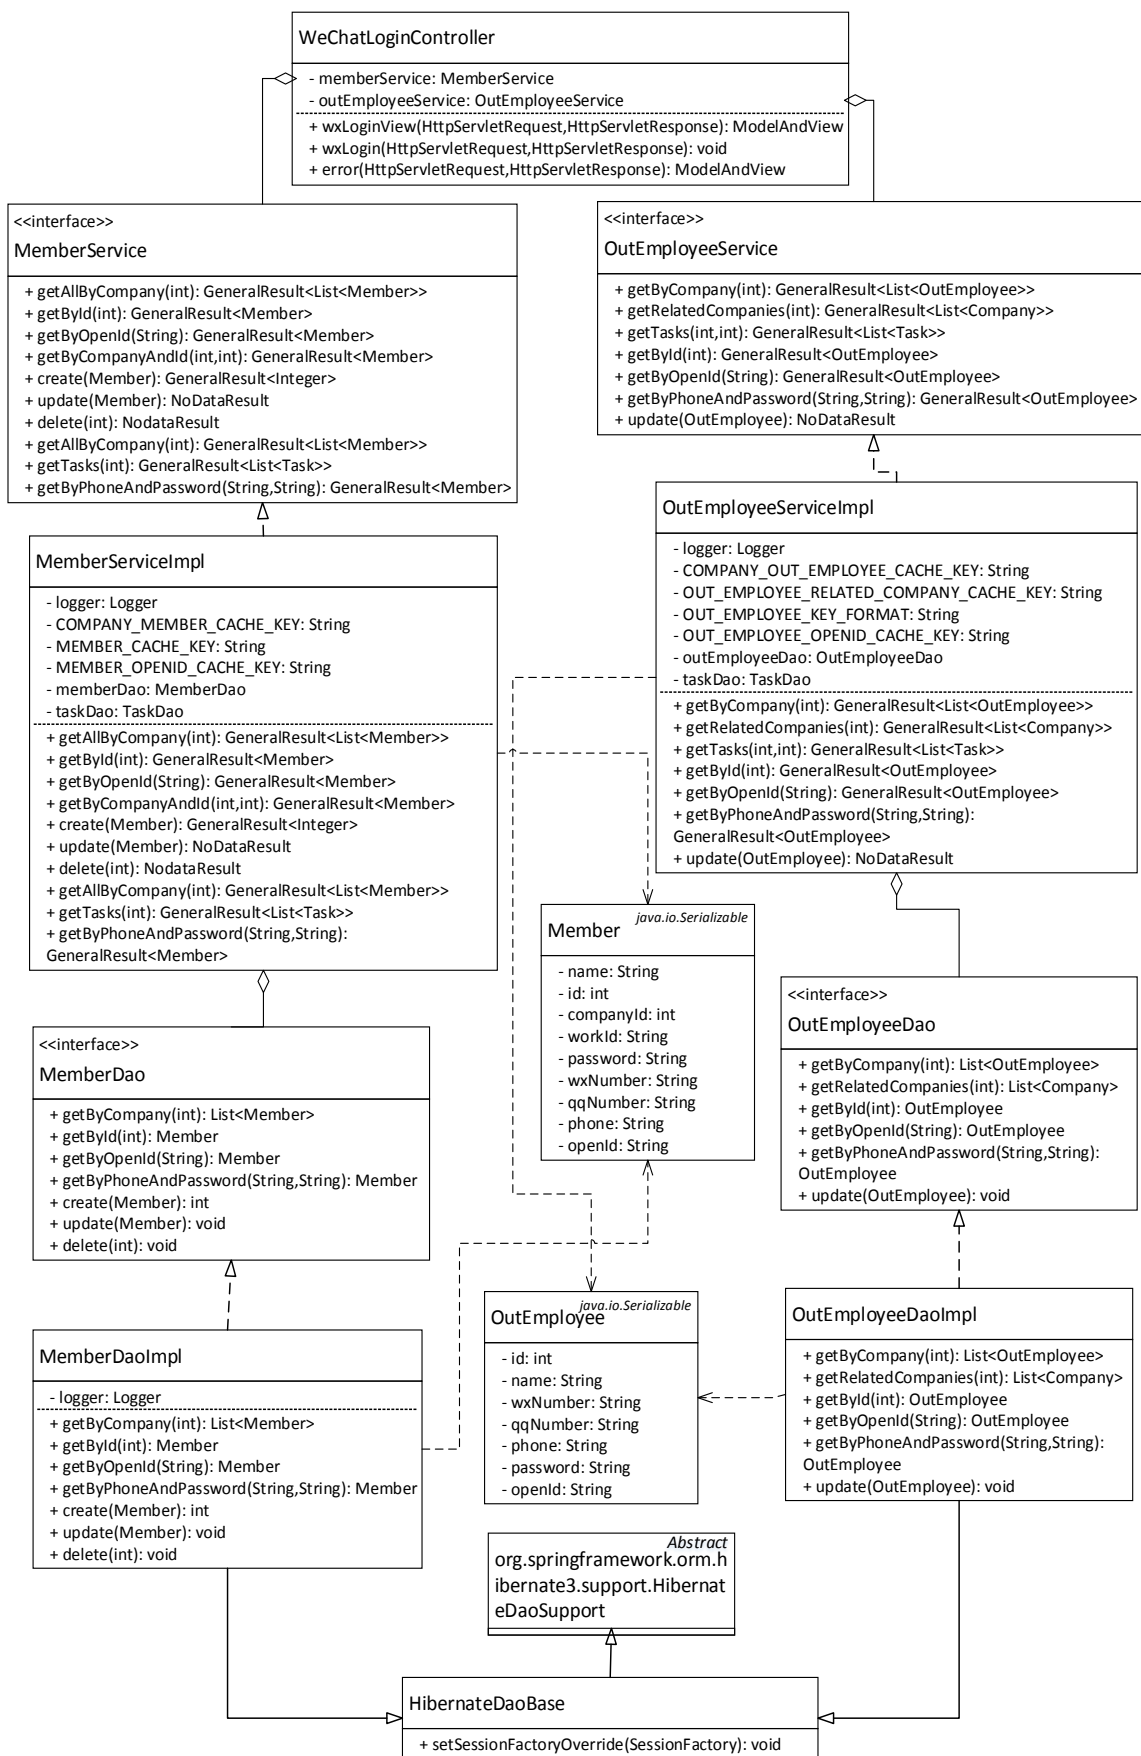 WeChatLoginController
- memberService: MemberService
- outEmployeeService: OutEmployeeService
+ wxLoginView(HttpServletRequest,HttpServletResponse): ModelAndView
+ wxLogin(HttpServletRequest,HttpServletResponse): void
+ error(HttpServletRequest,HttpServletResponse): ModelAndView
<<interface>>
MemberService
+ getAllByCompany(int): GeneralResult<List<Member>>
+ getById(int): GeneralResult<Member>
+ getByOpenId(String): GeneralResult<Member>
+ getByCompanyAndId(int,int): GeneralResult<Member>
+ create(Member): GeneralResult<Integer>
+ update(Member): NoDataResult
+ delete(int): NodataResult
+ getAllByCompany(int): GeneralResult<List<Member>>
+ getTasks(int): GeneralResult<List<Task>>
+ getByPhoneAndPassword(String,String): GeneralResult<Member>
<<interface>>
OutEmployeeService
+ getByCompany(int): GeneralResult<List<OutEmployee>>
+ getRelatedCompanies(int): GeneralResult<List<Company>>
+ getTasks(int,int): GeneralResult<List<Task>>
+ getById(int): GeneralResult<OutEmployee>
+ getByOpenId(String): GeneralResult<OutEmployee>
+ getByPhoneAndPassword(String,String): GeneralResult<OutEmployee>
+ update(OutEmployee): NoDataResult
MemberServiceImpl
- logger: Logger
- COMPANY_MEMBER_CACHE_KEY: String
- MEMBER_CACHE_KEY: String
- MEMBER_OPENID_CACHE_KEY: String
- memberDao: MemberDao
- taskDao: TaskDao
+ getAllByCompany(int): GeneralResult<List<Member>>
+ getById(int): GeneralResult<Member>
+ getByOpenId(String): GeneralResult<Member>
+ getByCompanyAndId(int,int): GeneralResult<Member>
+ create(Member): GeneralResult<Integer>
+ update(Member): NoDataResult
+ delete(int): NodataResult
+ getAllByCompany(int): GeneralResult<List<Member>>
+ getTasks(int): GeneralResult<List<Task>>
+ getByPhoneAndPassword(String,String):
GeneralResult<Member>
OutEmployeeServiceImpl
- logger: Logger
- COMPANY_OUT_EMPLOYEE_CACHE_KEY: String
- OUT_EMPLOYEE_RELATED_COMPANY_CACHE_KEY: String
- OUT_EMPLOYEE_KEY_FORMAT: String
- OUT_EMPLOYEE_OPENID_CACHE_KEY: String
- outEmployeeDao: OutEmployeeDao
- taskDao: TaskDao
+ getByCompany(int): GeneralResult<List<OutEmployee>>
+ getRelatedCompanies(int): GeneralResult<List<Company>>
+ getTasks(int,int): GeneralResult<List<Task>>
+ getById(int): GeneralResult<OutEmployee>
+ getByOpenId(String): GeneralResult<OutEmployee>
+ getByPhoneAndPassword(String,String):
GeneralResult<OutEmployee>
+ update(OutEmployee): NoDataResult
java.io.Serializable
Member
- name: String
- id: int
- companyId: int
- workId: String
- password: String
- wxNumber: String
- qqNumber: String
- phone: String
- openId: String
<<interface>>
OutEmployeeDao
+ getByCompany(int): List<OutEmployee>
+ getRelatedCompanies(int): List<Company>
+ getById(int): OutEmployee
+ getByOpenId(String): OutEmployee
+ getByPhoneAndPassword(String,String):
OutEmployee
+ update(OutEmployee): void
<<interface>>
MemberDao
+ getByCompany(int): List<Member>
+ getById(int): Member
+ getByOpenId(String): Member
+ getByPhoneAndPassword(String,String): Member
+ create(Member): int
+ update(Member): void
+ delete(int): void
MemberDaoImpl
- logger: Logger
+ getByCompany(int): List<Member>
+ getById(int): Member
+ getByOpenId(String): Member
+ getByPhoneAndPassword(String,String): Member
+ create(Member): int
+ update(Member): void
+ delete(int): void
java.io.Serializable
OutEmployee
- id: int
- name: String
- wxNumber: String
- qqNumber: String
- phone: String
- password: String
- openId: String
OutEmployeeDaoImpl
+ getByCompany(int): List<OutEmployee>
+ getRelatedCompanies(int): List<Company>
+ getById(int): OutEmployee
+ getByOpenId(String): OutEmployee
+ getByPhoneAndPassword(String,String):
OutEmployee
+ update(OutEmployee): void
Abstract
org.springframework.orm.h
ibernate3.support.Hibernat
eDaoSupport
HibernateDaoBase
+ setSessionFactoryOverride(SessionFactory): void